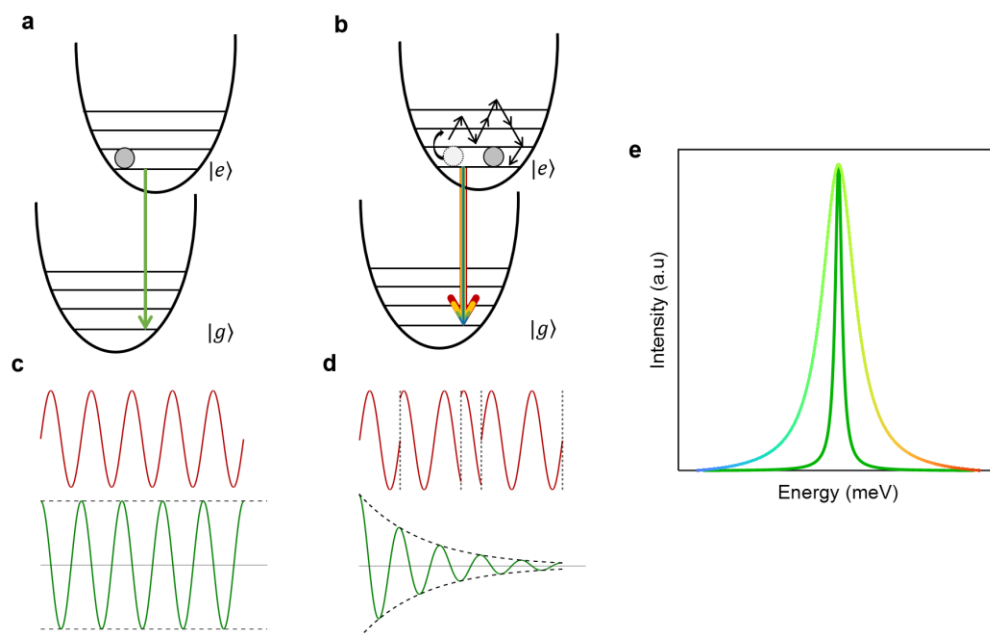 a
b
|e⟩
|g⟩
|e⟩
|g⟩
c
d
e
Intensity (a.u)
Energy (meV)